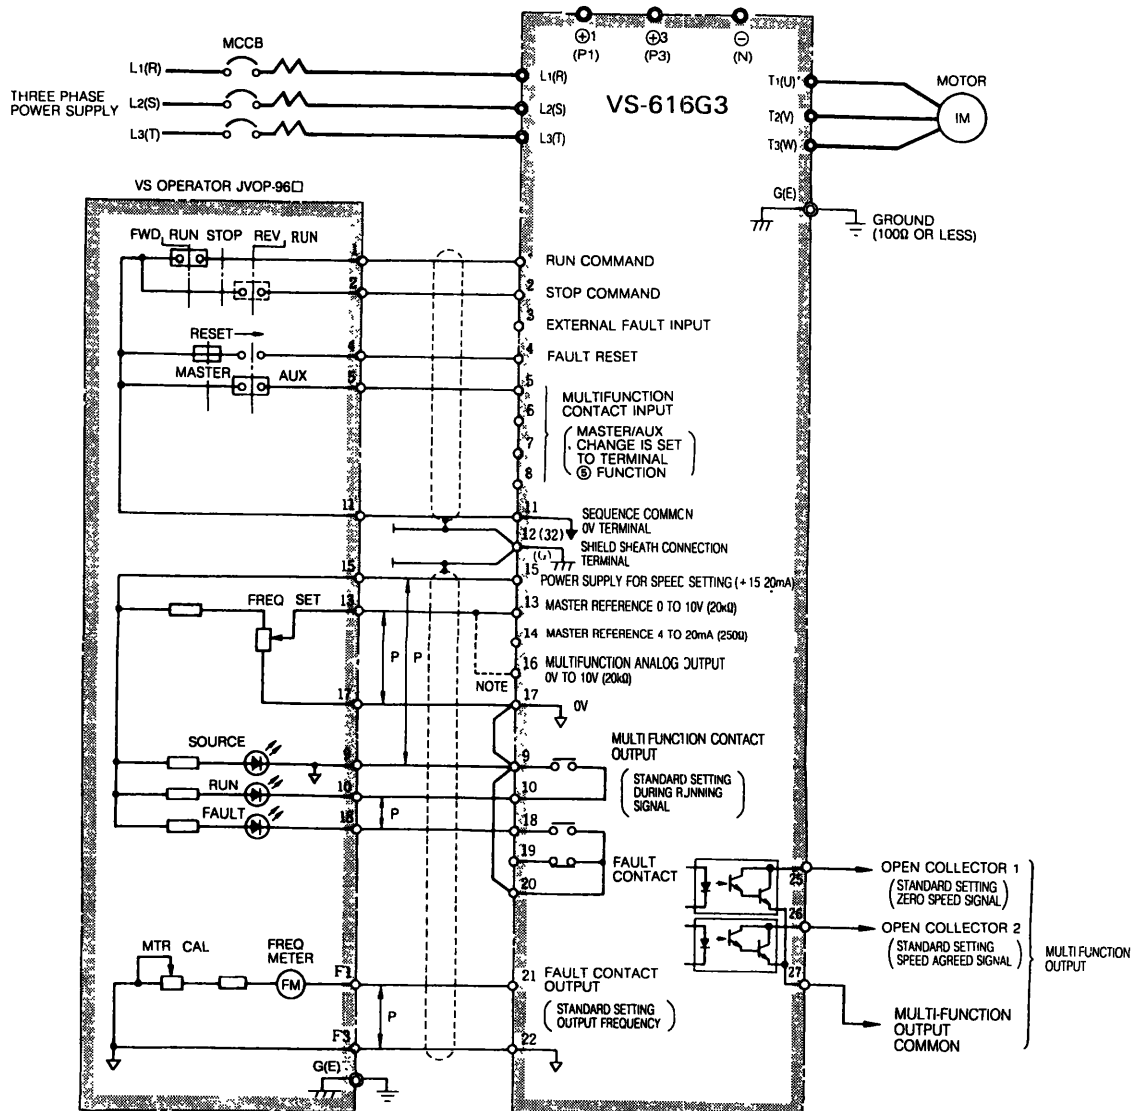 ⊕1
(P1)
⊕3
(P3)
⊖
(N)
MCCB
L1(R)
L2(S)
L3(T)
THREE PHASE
POWER SUPPLY
L1(R)
L2(S)
L3(T)
VS-616G3
T1(U)
T2(V)
T3(W)
MOTOR
IM
G(E)
GROUND
(100Ω OR LESS)
VS OPERATOR JVOP-96□
FWD RUN STOP REV RUN
1
2
RESET
4
MASTER
AUX
5
11
1 RUN COMMAND
2 STOP COMMAND
3 EXTERNAL FAULT INPUT
4 FAULT RESET
5
6
7
8
MULTIFUNCTION
CONTACT INPUT
(MASTER/AUX
CHANGE IS SET
TO TERMINAL
⑤ FUNCTION)
11 SEQUENCE COMMON
0V TERMINAL
12 (32)
(G)
SHIELD SHEATH CONNECTION
TERMINAL
15
15 POWER SUPPLY FOR SPEED SETTING (+15 20mA)
FREQ SET
13
13 MASTER REFERENCE 0 TO 10V (20kΩ)
14 MASTER REFERENCE 4 TO 20mA (250Ω)
P
P
NOTE
16 MULTIFUNCTION ANALOG OUTPUT
0V TO 10V (20kΩ)
17
17 0V
SOURCE
9
RUN
10
FAULT
18
P
9
10
MULTI FUNCTION CONTACT
OUTPUT
(STANDARD SETTING
DURING RUNNING
SIGNAL)
18
19
20
FAULT
CONTACT
25
26
27
OPEN COLLECTOR 1
(STANDARD SETTING
ZERO SPEED SIGNAL)
OPEN COLLECTOR 2
(STANDARD SETTING
SPEED AGREED SIGNAL)
MULTI-FUNCTION
OUTPUT
COMMON
MULTI FUNCTION
OUTPUT
MTR CAL
FREQ
METER
FM
F1
P
F3
G(E)
21 FAULT CONTACT
OUTPUT
(STANDARD SETTING
OUTPUT FREQUENCY)
22